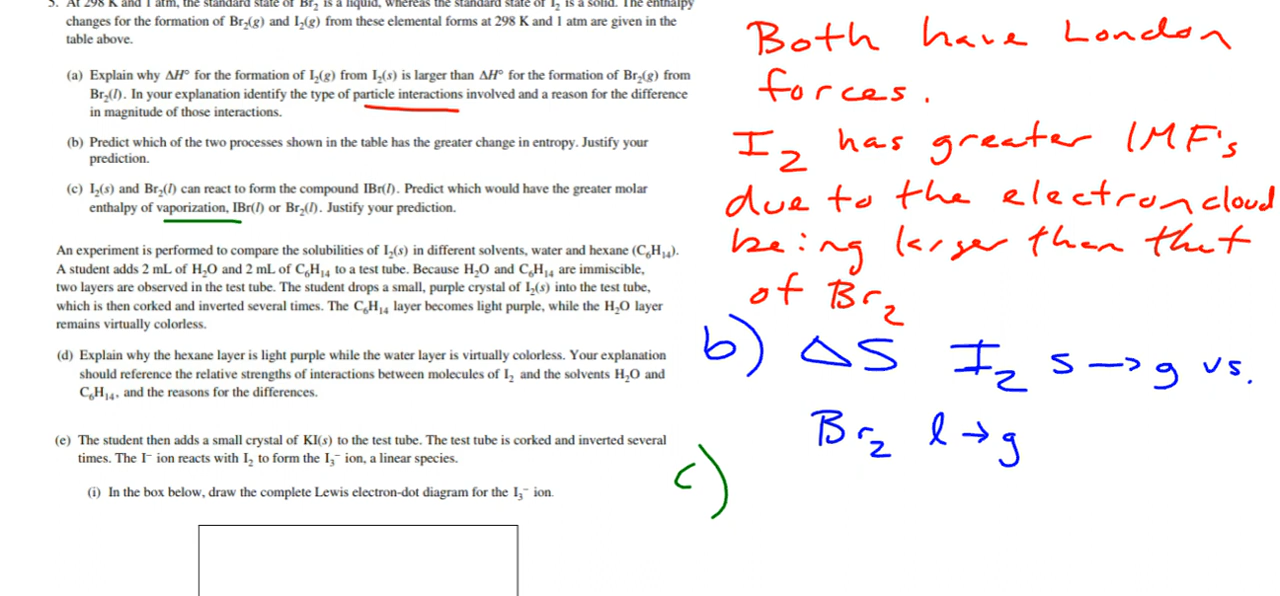 5. At 298 K and 1 atm, the standard state of Br₂ is a liquid, whereas the standard state of I₂ is a solid. The enthalpy
changes for the formation of Br₂(g) and I₂(g) from these elemental forms at 298 K and 1 atm are given in the
table above.
(a) Explain why ΔH° for the formation of I₂(g) from I₂(s) is larger than ΔH° for the formation of Br₂(g) from
Br₂(l). In your explanation identify the type of particle interactions involved and a reason for the difference
in magnitude of those interactions.
(b) Predict which of the two processes shown in the table has the greater change in entropy. Justify your
prediction.
(c) I₂(s) and Br₂(l) can react to form the compound IBr(l). Predict which would have the greater molar
enthalpy of vaporization, IBr(l) or Br₂(l). Justify your prediction.
An experiment is performed to compare the solubilities of I₂(s) in different solvents, water and hexane (C₆H₁₄).
A student adds 2 mL of H₂O and 2 mL of C₆H₁₄ to a test tube. Because H₂O and C₆H₁₄ are immiscible,
two layers are observed in the test tube. The student drops a small, purple crystal of I₂(s) into the test tube,
which is then corked and inverted several times. The C₆H₁₄ layer becomes light purple, while the H₂O layer
remains virtually colorless.
(d) Explain why the hexane layer is light purple while the water layer is virtually colorless. Your explanation
should reference the relative strengths of interactions between molecules of I₂ and the solvents H₂O and
C₆H₁₄, and the reasons for the differences.
(e) The student then adds a small crystal of KI(s) to the test tube. The test tube is corked and inverted several
times. The I⁻ ion reacts with I₂ to form the I₃⁻ ion, a linear species.
(i) In the box below, draw the complete Lewis electron-dot diagram for the I₃⁻ ion.
Both have London
forces.
I₂ has greater IMF's
due to the electron cloud
being larger than that
of Br₂
b) ΔS I₂ s → g vs.
Br₂ l → g
c)